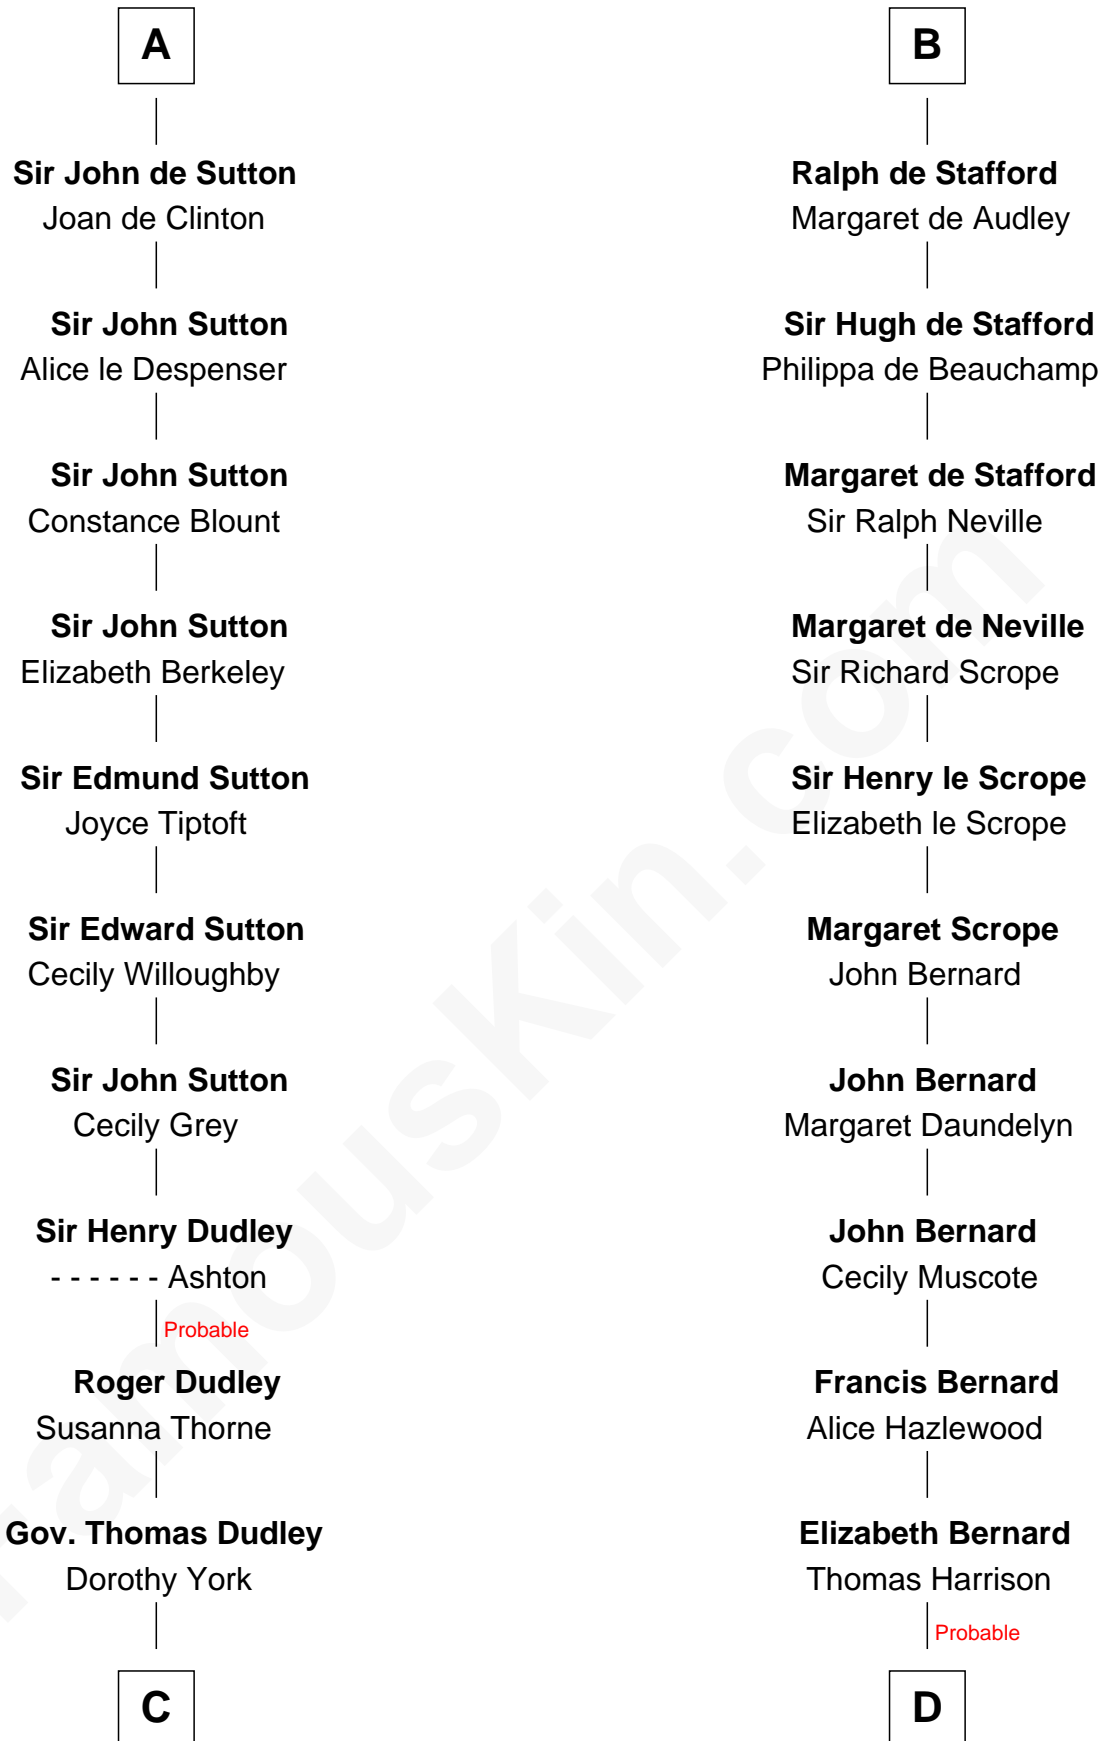 A
Sir John de Sutton
Joan de Clinton
Sir John Sutton
Alice le Despenser
Sir John Sutton
Constance Blount
Sir John Sutton
Elizabeth Berkeley
Sir Edmund Sutton
Joyce Tiptoft
Sir Edward Sutton
Cecily Willoughby
Sir John Sutton
Cecily Grey
Sir Henry Dudley
- - - - - - Ashton
Probable
Roger Dudley
Susanna Thorne
Gov. Thomas Dudley
Dorothy York
C
B
Ralph de Stafford
Margaret de Audley
Sir Hugh de Stafford
Philippa de Beauchamp
Margaret de Stafford
Sir Ralph Neville
Margaret de Neville
Sir Richard Scrope
Sir Henry le Scrope
Elizabeth le Scrope
Margaret Scrope
John Bernard
John Bernard
Margaret Daundelyn
John Bernard
Cecily Muscote
Francis Bernard
Alice Hazlewood
Elizabeth Bernard
Thomas Harrison
Probable
D
FamousKin.com